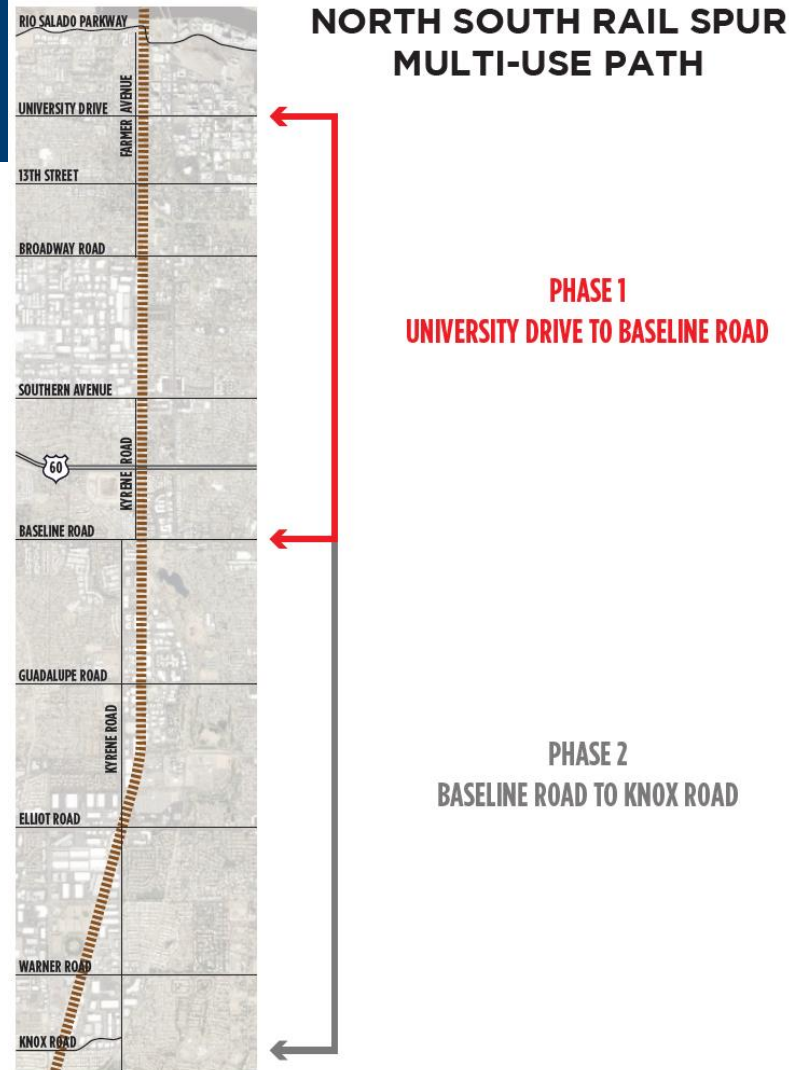 NORTH SOUTH RAIL SPUR
MULTI-USE PATH
RIO SALADO PARKWAY
FARMER AVENUE
UNIVERSITY DRIVE
13TH STREET
BROADWAY ROAD
PHASE 1
UNIVERSITY DRIVE TO BASELINE ROAD
SOUTHERN AVENUE
KYRENE ROAD
60
BASELINE ROAD
GUADALUPE ROAD
KYRENE ROAD
PHASE 2
BASELINE ROAD TO KNOX ROAD
ELLIOT ROAD
WARNER ROAD
KNOX ROAD